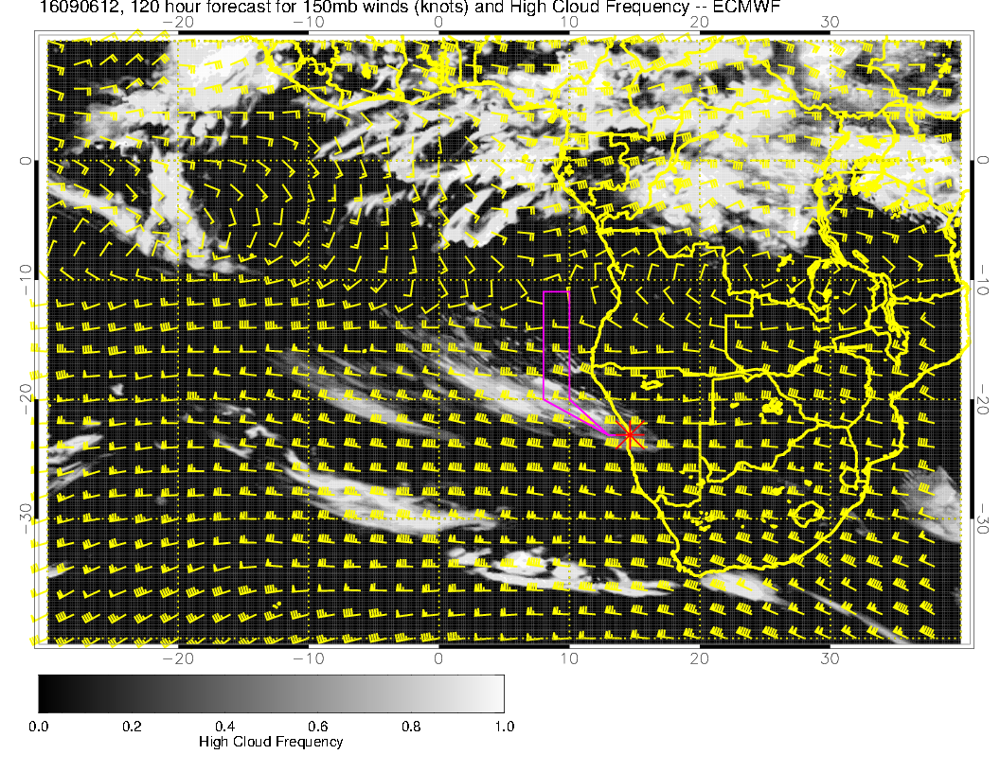 16090612, 120 hour forecast for 150mb winds (knots) and High Cloud Frequency -- ECMWF
−20 −10 0 10 20 30
0 0
−10 −10
−20 −20
−30 −30
−20 −10 0 10 20 30
0.0 0.2 0.4 0.6 0.8 1.0
High Cloud Frequency